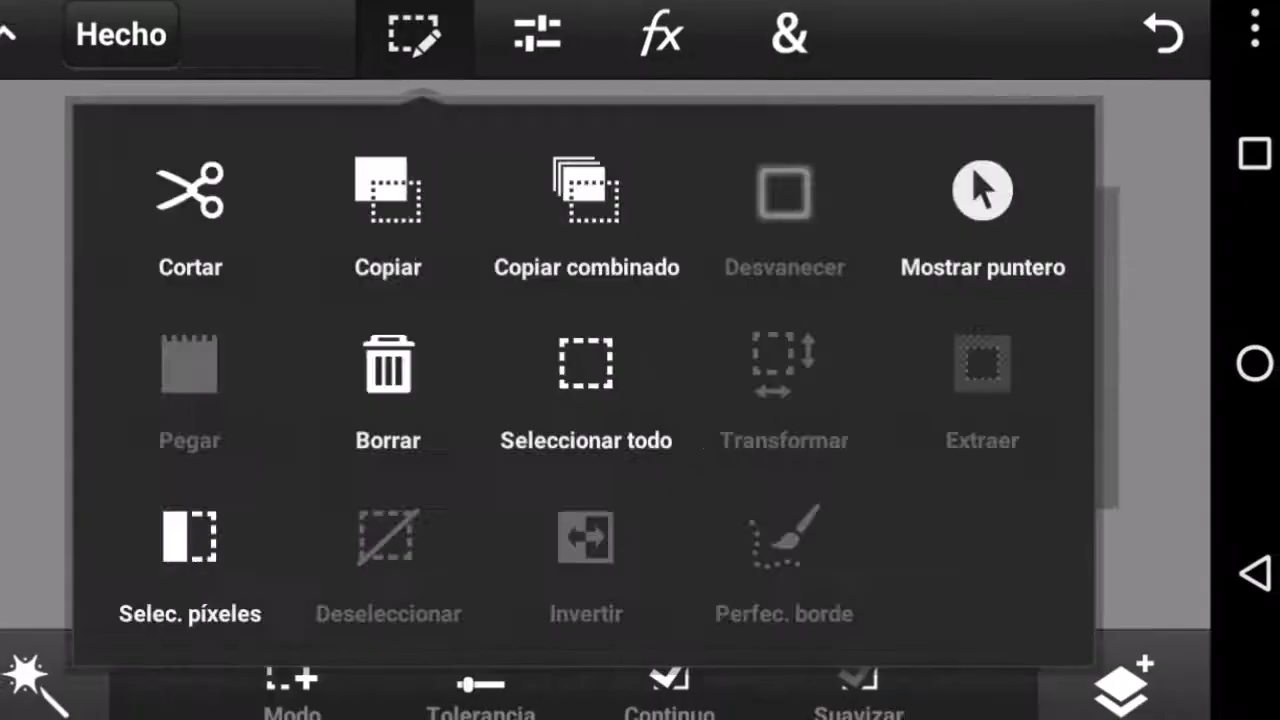 Hecho fx &
Cortar Copiar Copiar combinado Desvanecer Mostrar puntero
Pegar Borrar Seleccionar todo Transformar Extraer
Selec. píxeles Deseleccionar Invertir Perfec. borde
Modo Tolerancia Continuo Suavizar